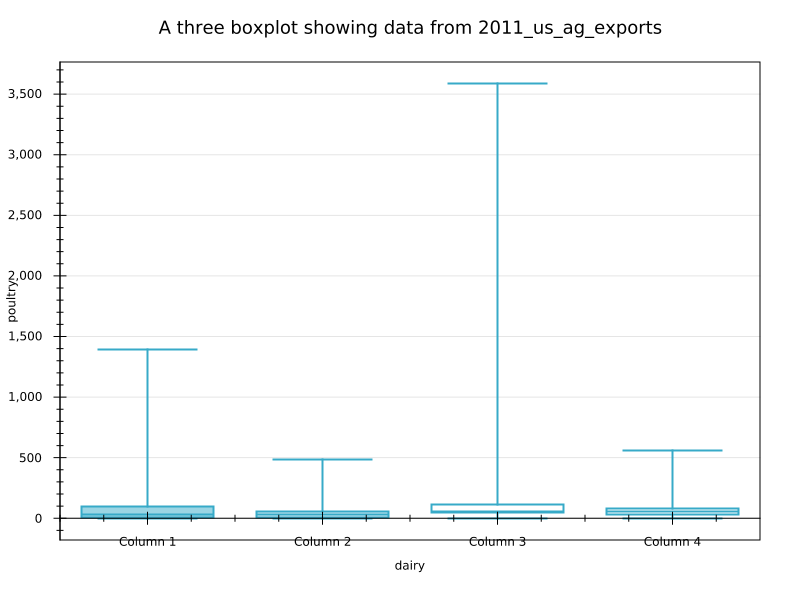 A three boxplot showing data from 2011_us_ag_exports
3,500
3,000
2,500
2,000
poultry
1,500
1,000
500
0
Column 1 Column 2 Column 3 Column 4
dairy